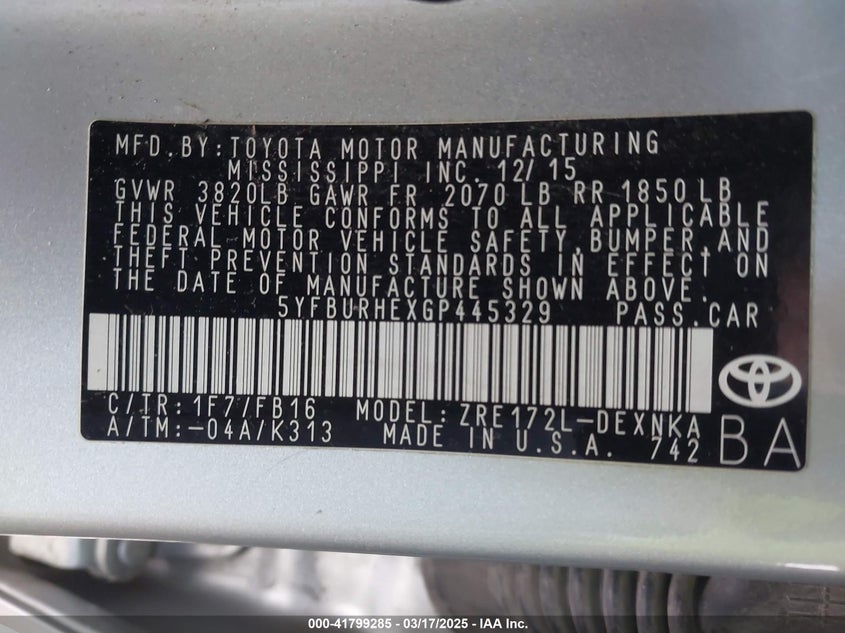 MFD.BY:TOYOTA MOTOR MANUFACTURING
MISSISSIPPI INC. 12/15
GVWR 3820LB GAWR FR 2070 LB RR 1850 LB
THIS VEHICLE CONFORMS TO ALL APPLICABLE
FEDERAL MOTOR VEHICLE SAFETY,BUMPER,AND
THEFT PREVENTION STANDARDS IN EFFECT ON
THE DATE OF MANUFACTURE SHOWN ABOVE.
5YFBURHEXGP445329 PASS.CAR
C/TR:1F7/FB16 MODEL:ZRE172L-DEXNKA
A/TM:-04A/K313 MADE IN U.S.A. 742 BA
000-41799285 - 03/17/2025 - IAA Inc.